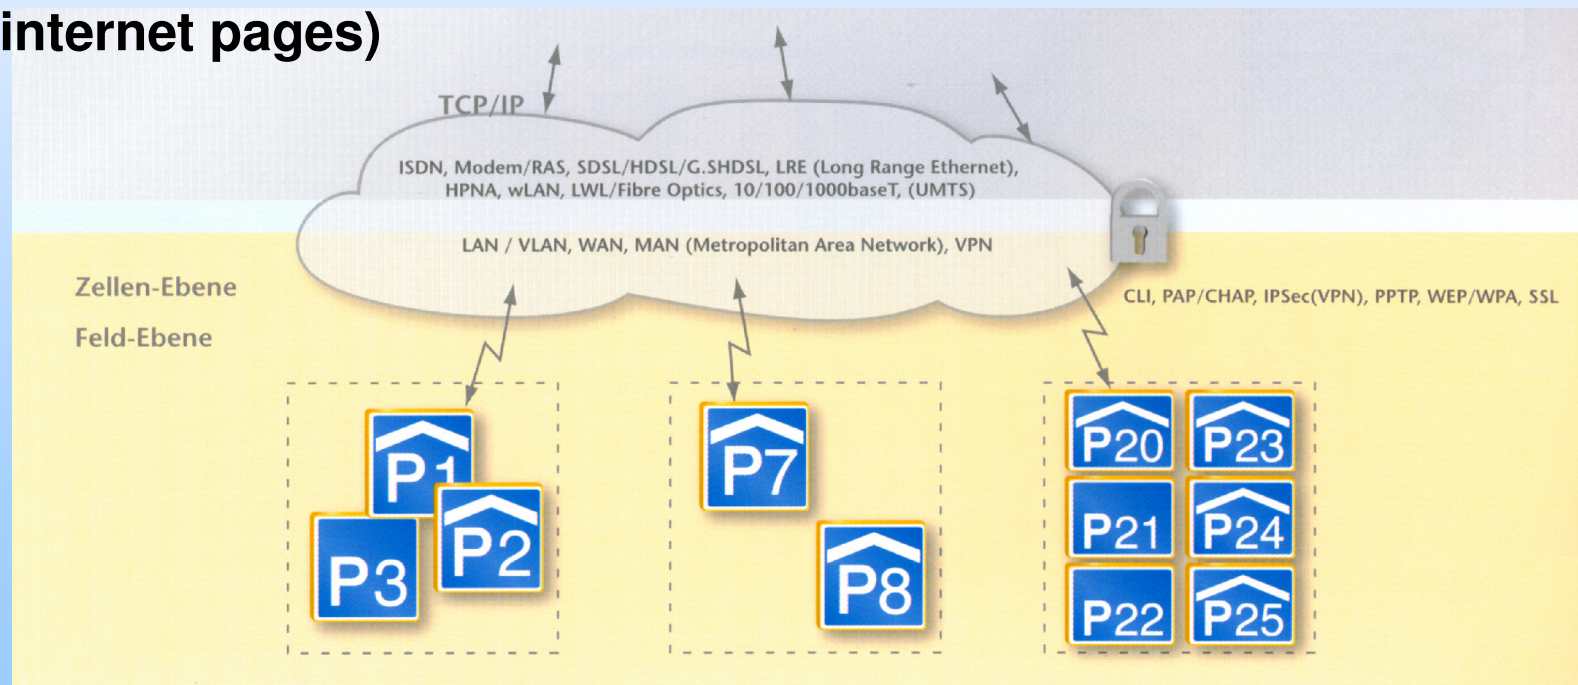 internet pages)
TCP/IP
ISDN, Modem/RAS, SDSL/HDSL/G.SHDSL, LRE (Long Range Ethernet),
HPNA, wLAN, LWL/Fibre Optics, 10/100/1000baseT, (UMTS)
LAN / VLAN, WAN, MAN (Metropolitan Area Network), VPN
Zellen-Ebene
CLI, PAP/CHAP, IPSec(VPN), PPTP, WEP/WPA, SSL
Feld-Ebene
P1
P2
P3
P7
P8
P20
P23
P21
P24
P22
P25